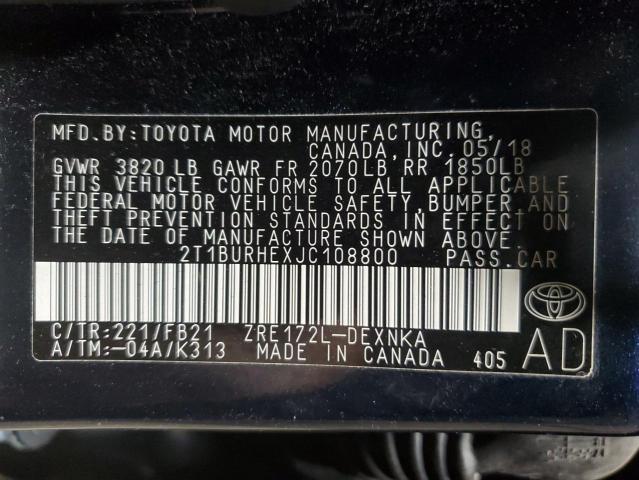 MFD. BY: TOYOTA MOTOR MANUFACTURING,
CANADA, INC. 05/18
GVWR 3820 LB GAWR FR 2070LB RR 1850LB
THIS VEHICLE CONFORMS TO ALL APPLICABLE
FEDERAL MOTOR VEHICLE SAFETY, BUMPER, AND
THEFT PREVENTION STANDARDS IN EFFECT ON
THE DATE OF MANUFACTURE SHOWN ABOVE.
2T1BURHEXJC108800 PASS. CAR
C/TR: 221/FB21 ZRE172L-DEXNKA
A/TM: -04A/K313 MADE IN CANADA 405 AD